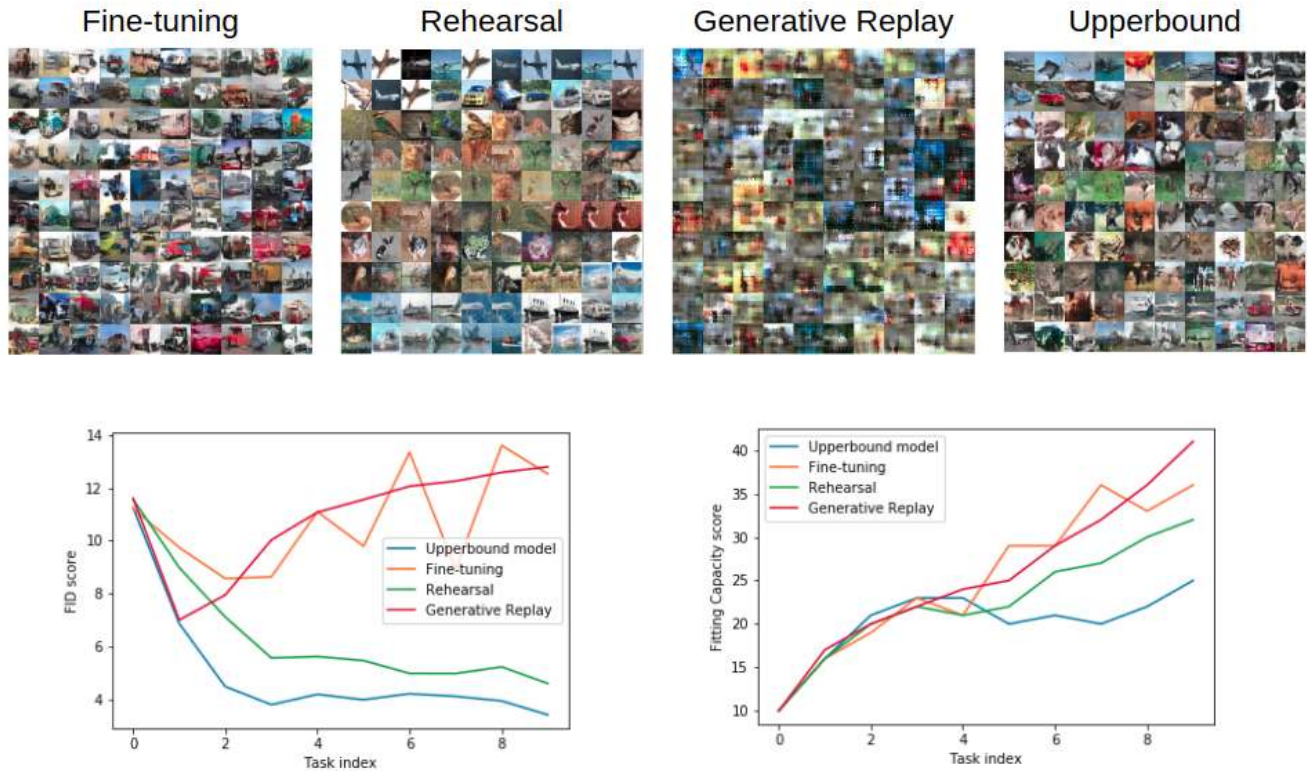 Fine-tuning
Rehearsal
Generative Replay
Upperbound
14
12
10
8
6
4
FID score
0
2
4
6
8
Task index
Upperbound model
Fine-tuning
Rehearsal
Generative Replay
40
35
30
25
20
15
10
Fitting Capacity score
0
2
4
6
8
Task index
Upperbound model
Fine-tuning
Rehearsal
Generative Replay